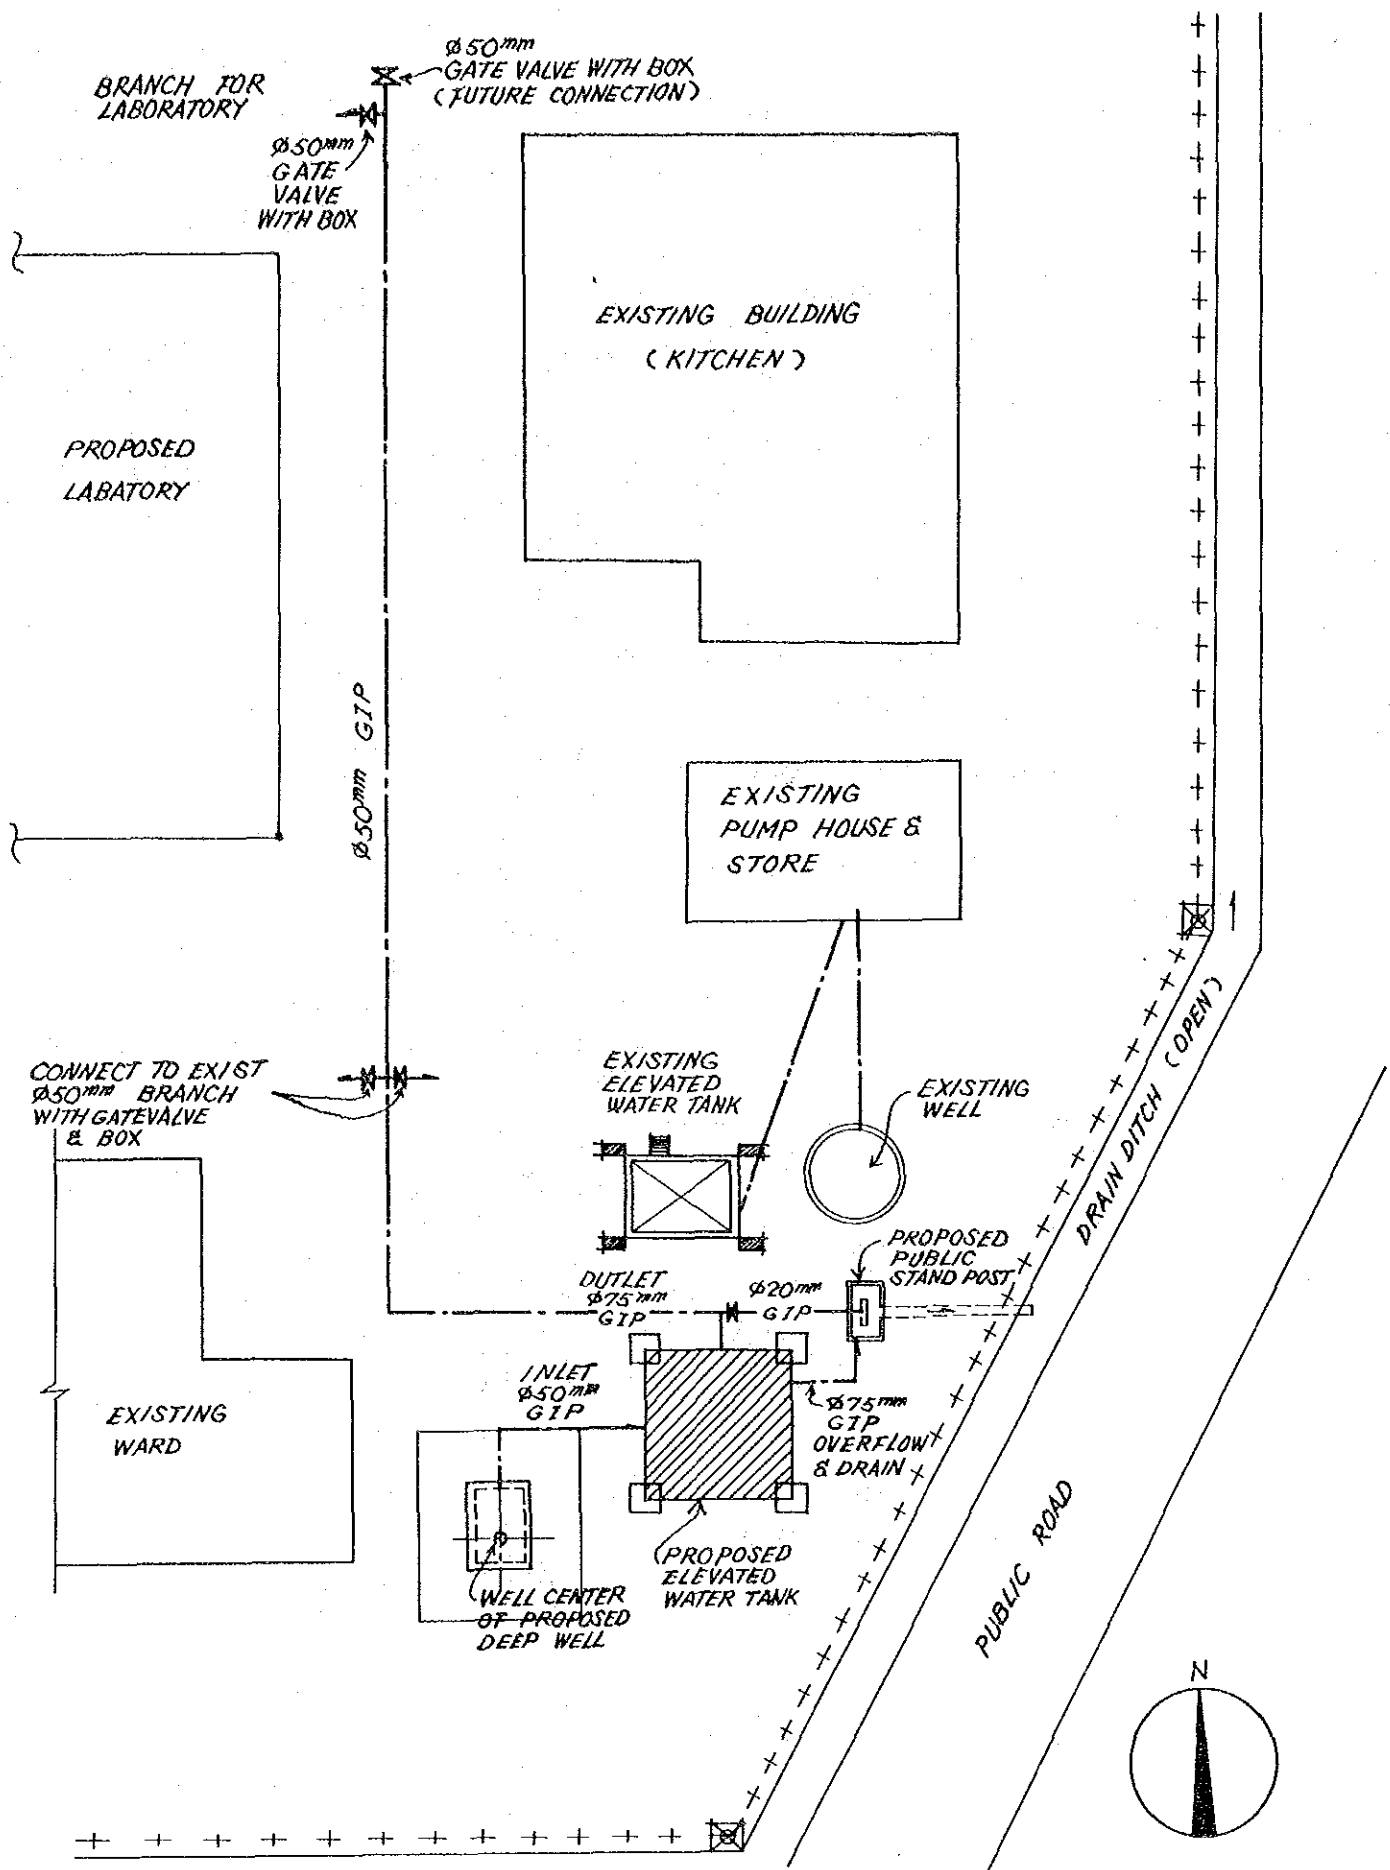 Ø50mm
GATE VALVE WITH BOX
(FUTURE CONNECTION)
BRANCH FOR
LABORATORY
Ø50mm
GATE
VALVE
WITH BOX
EXISTING BUILDING
(KITCHEN)
PROPOSED
LABATORY
Ø50mm GIP
EXISTING
PUMP HOUSE &
STORE
CONNECT TO EXIST
Ø50mm BRANCH
WITH GATEVALVE
& BOX
EXISTING
ELEVATED
WATER TANK
EXISTING
WELL
DRAIN DITCH (OPEN)
PROPOSED
PUBLIC
STAND POST
OUTLET
Ø75mm
GIP
Ø20mm
GIP
INLET
Ø50mm
GIP
Ø75mm
GIP
OVERFLOW
& DRAIN
EXISTING
WARD
PROPOSED
ELEVATED
WATER TANK
WELL CENTER
OF PROPOSED
DEEP WELL
PUBLIC ROAD
N